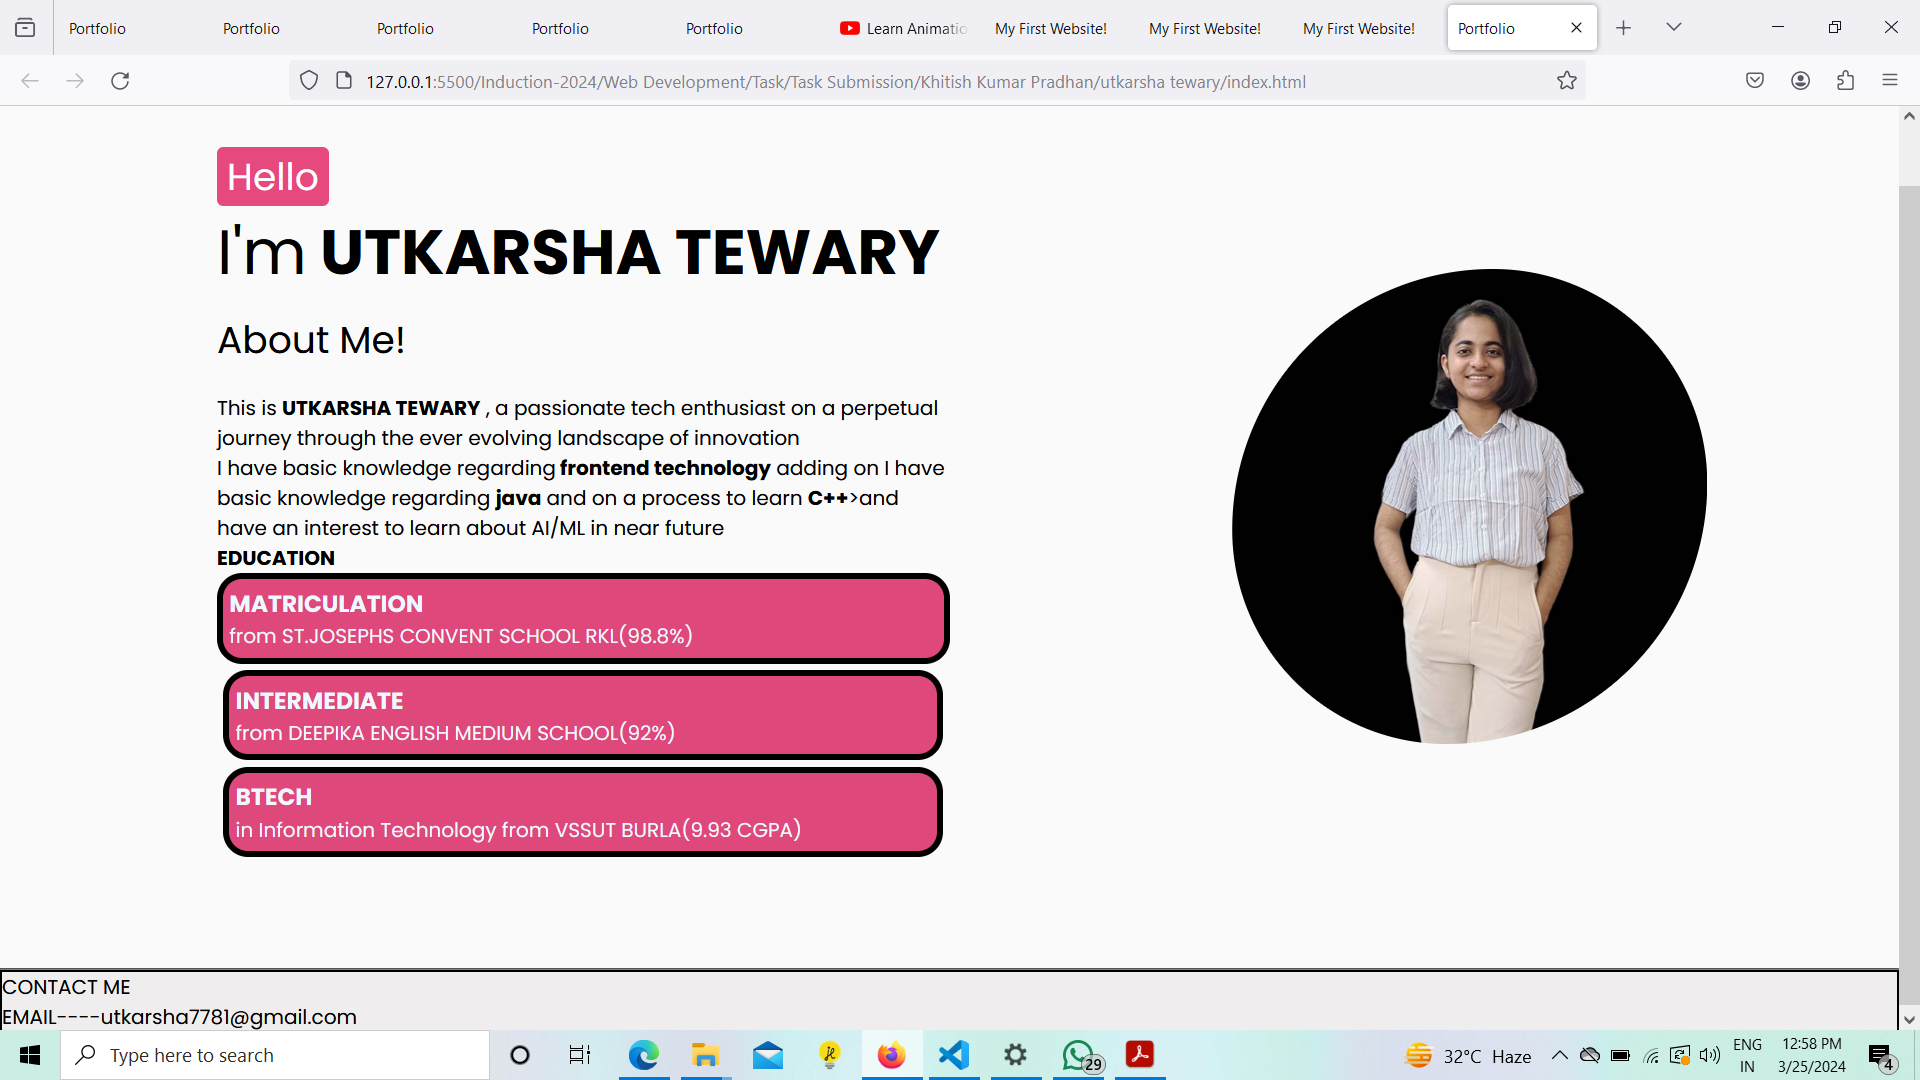 Portfolio
Portfolio
Portfolio
Portfolio
Portfolio
Learn Animatio
My First Website!
My First Website!
My First Website!
Portfolio
127.0.0.1:5500/Induction-2024/Web Development/Task/Task Submission/Khitish Kumar Pradhan/utkarsha tewary/index.html
Hello
I'm UTKARSHA TEWARY
About Me!
This is UTKARSHA TEWARY , a passionate tech enthusiast on a perpetual
journey through the ever evolving landscape of innovation
I have basic knowledge regarding frontend technology adding on I have
basic knowledge regarding java and on a process to learn C++>and
have an interest to learn about AI/ML in near future
EDUCATION
MATRICULATION
from ST.JOSEPHS CONVENT SCHOOL RKL(98.8%)
INTERMEDIATE
from DEEPIKA ENGLISH MEDIUM SCHOOL(92%)
BTECH
in Information Technology from VSSUT BURLA(9.93 CGPA)
CONTACT ME
EMAIL----utkarsha7781@gmail.com
Type here to search
29
32°C Haze
ENG
IN
12:58 PM
3/25/2024
4